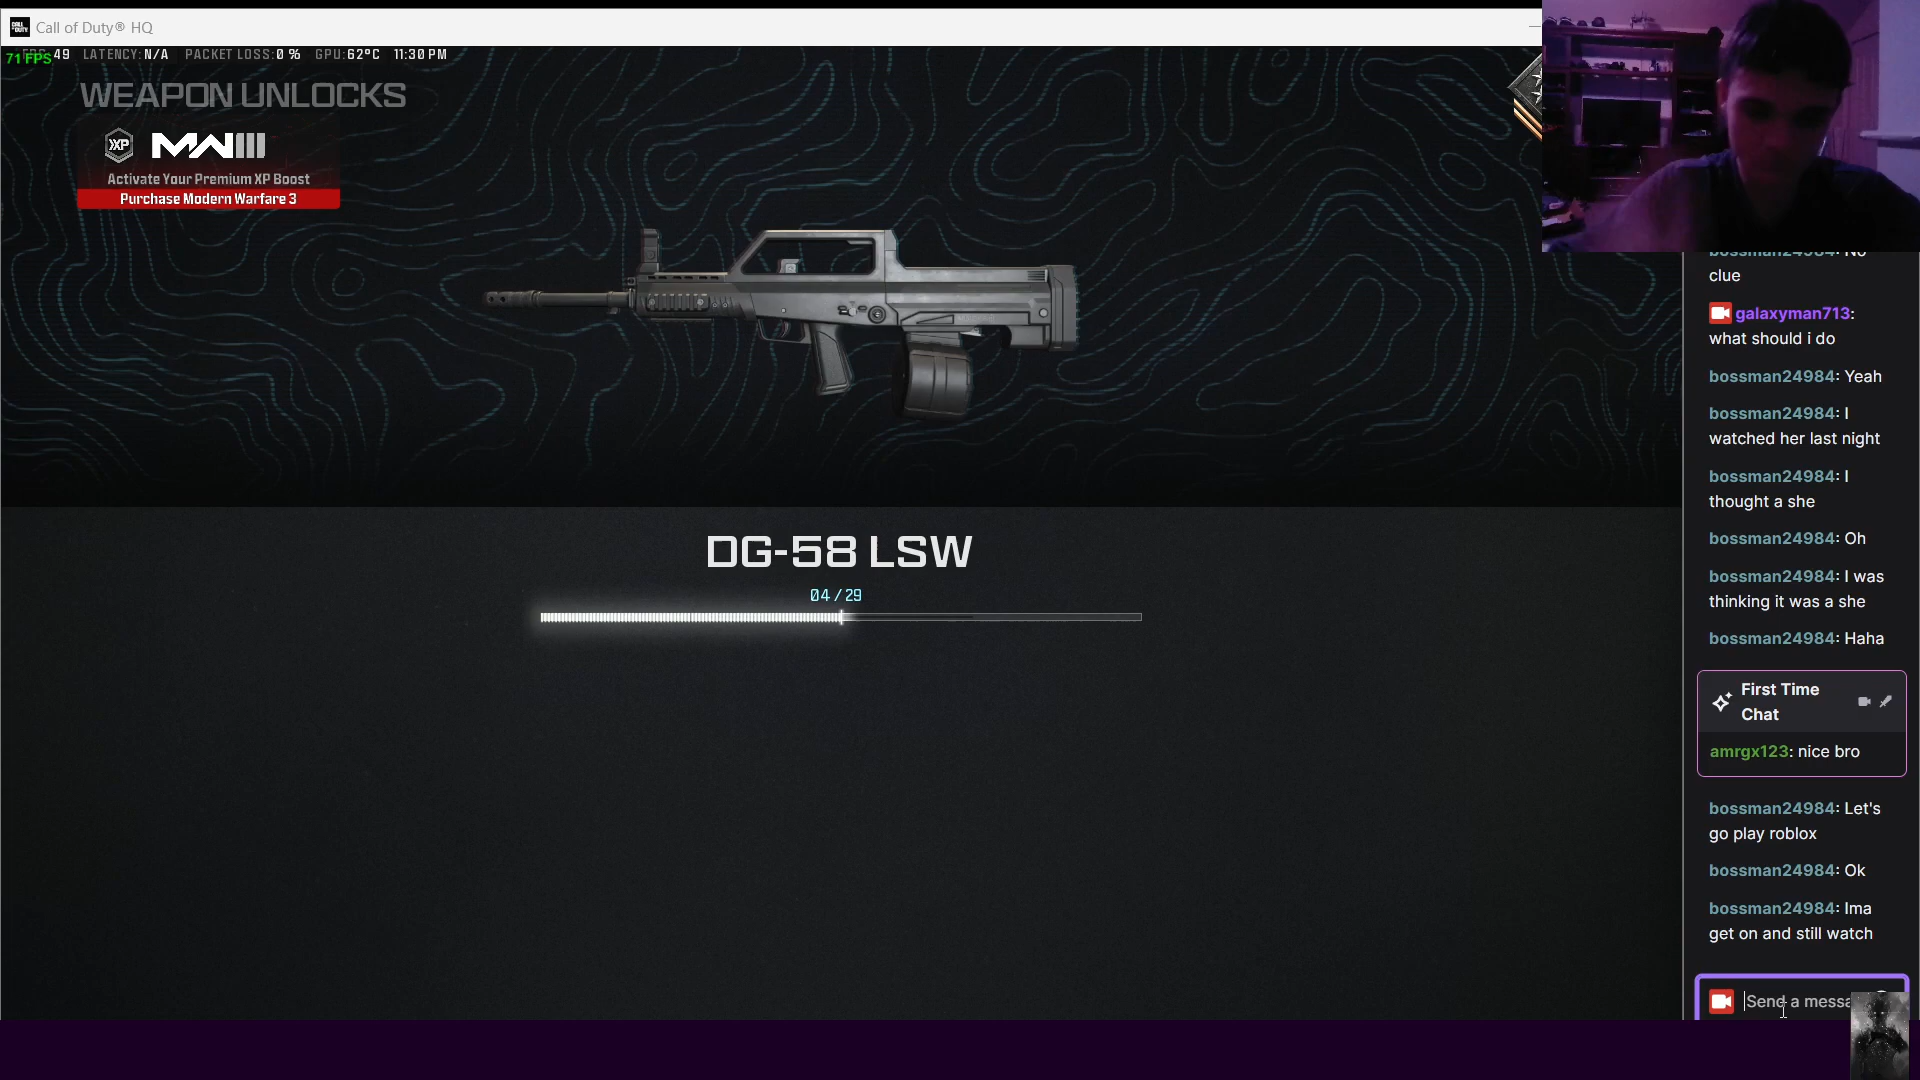 Call of Duty® HQ
71 FPS 49 LATENCY: N/A PACKET LOSS: 0 % GPU: 62°C 11:30 PM
WEAPON UNLOCKS
XP MWIII
Activate Your Premium XP Boost
Purchase Modern Warfare 3
DG-58 LSW
04 / 29
bossman24984: No
clue
galaxyman713:
what should i do
bossman24984: Yeah
bossman24984: I
watched her last night
bossman24984: I
thought a she
bossman24984: Oh
bossman24984: I was
thinking it was a she
bossman24984: Haha
First Time
Chat
amrgx123: nice bro
bossman24984: Let's
go play roblox
bossman24984: Ok
bossman24984: Ima
get on and still watch
Send a messa